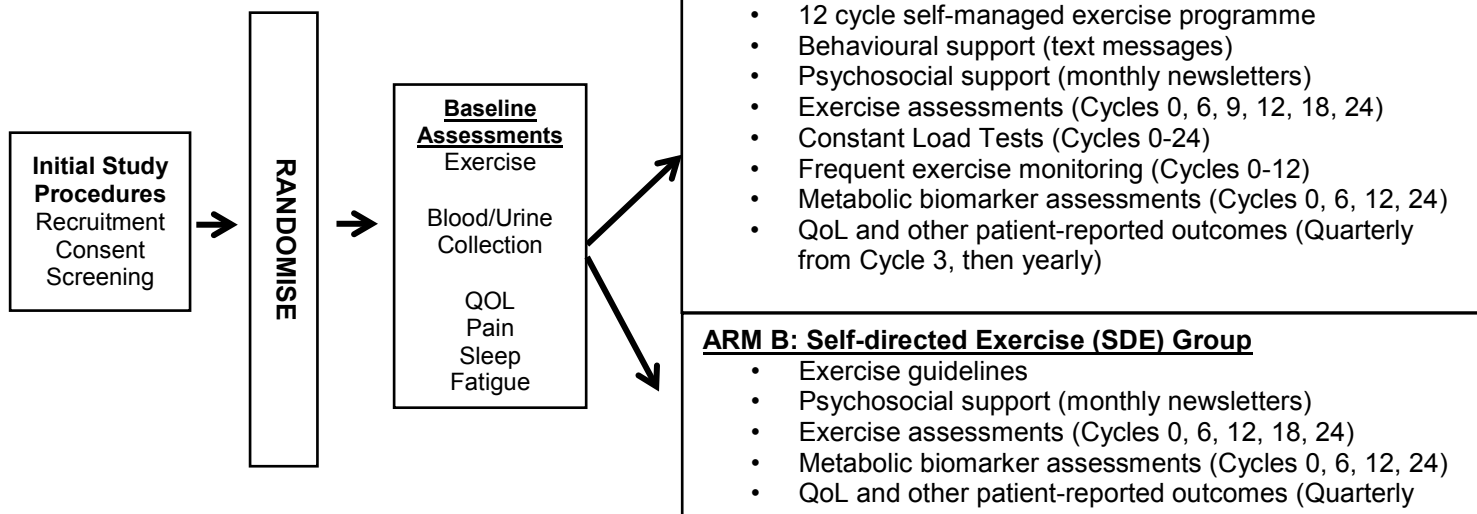 Initial Study
Procedures
Recruitment
Consent
Screening
RANDOMISE
Baseline
Assessments
Exercise
Blood/Urine
Collection
QOL
Pain
Sleep
Fatigue
• 12 cycle self-managed exercise programme
• Behavioural support (text messages)
• Psychosocial support (monthly newsletters)
• Exercise assessments (Cycles 0, 6, 9, 12, 18, 24)
• Constant Load Tests (Cycles 0-24)
• Frequent exercise monitoring (Cycles 0-12)
• Metabolic biomarker assessments (Cycles 0, 6, 12, 24)
• QoL and other patient-reported outcomes (Quarterly
from Cycle 3, then yearly)
ARM B: Self-directed Exercise (SDE) Group
• Exercise guidelines
• Psychosocial support (monthly newsletters)
• Exercise assessments (Cycles 0, 6, 12, 18, 24)
• Metabolic biomarker assessments (Cycles 0, 6, 12, 24)
• QoL and other patient-reported outcomes (Quarterly